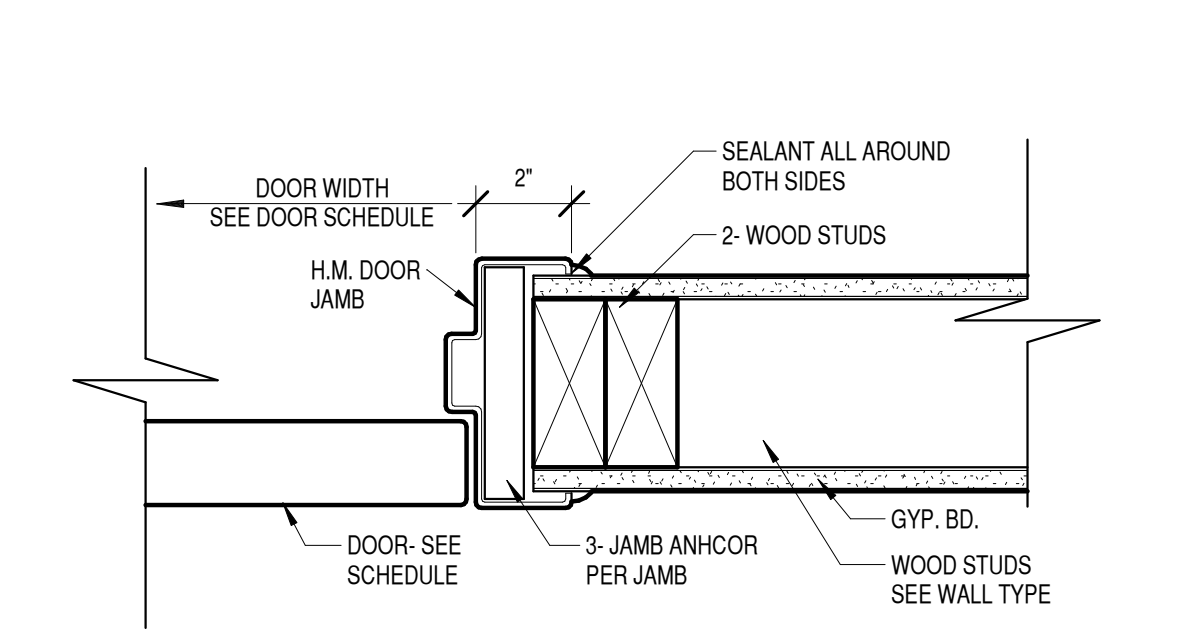 SEALANT ALL AROUND
BOTH SIDES
2"
DOOR WIDTH
SEE DOOR SCHEDULE
2- WOOD STUDS
H.M. DOOR
JAMB
GYP. BD.
DOOR- SEE
SCHEDULE
3- JAMB ANHCOR
PER JAMB
WOOD STUDS
SEE WALL TYPE